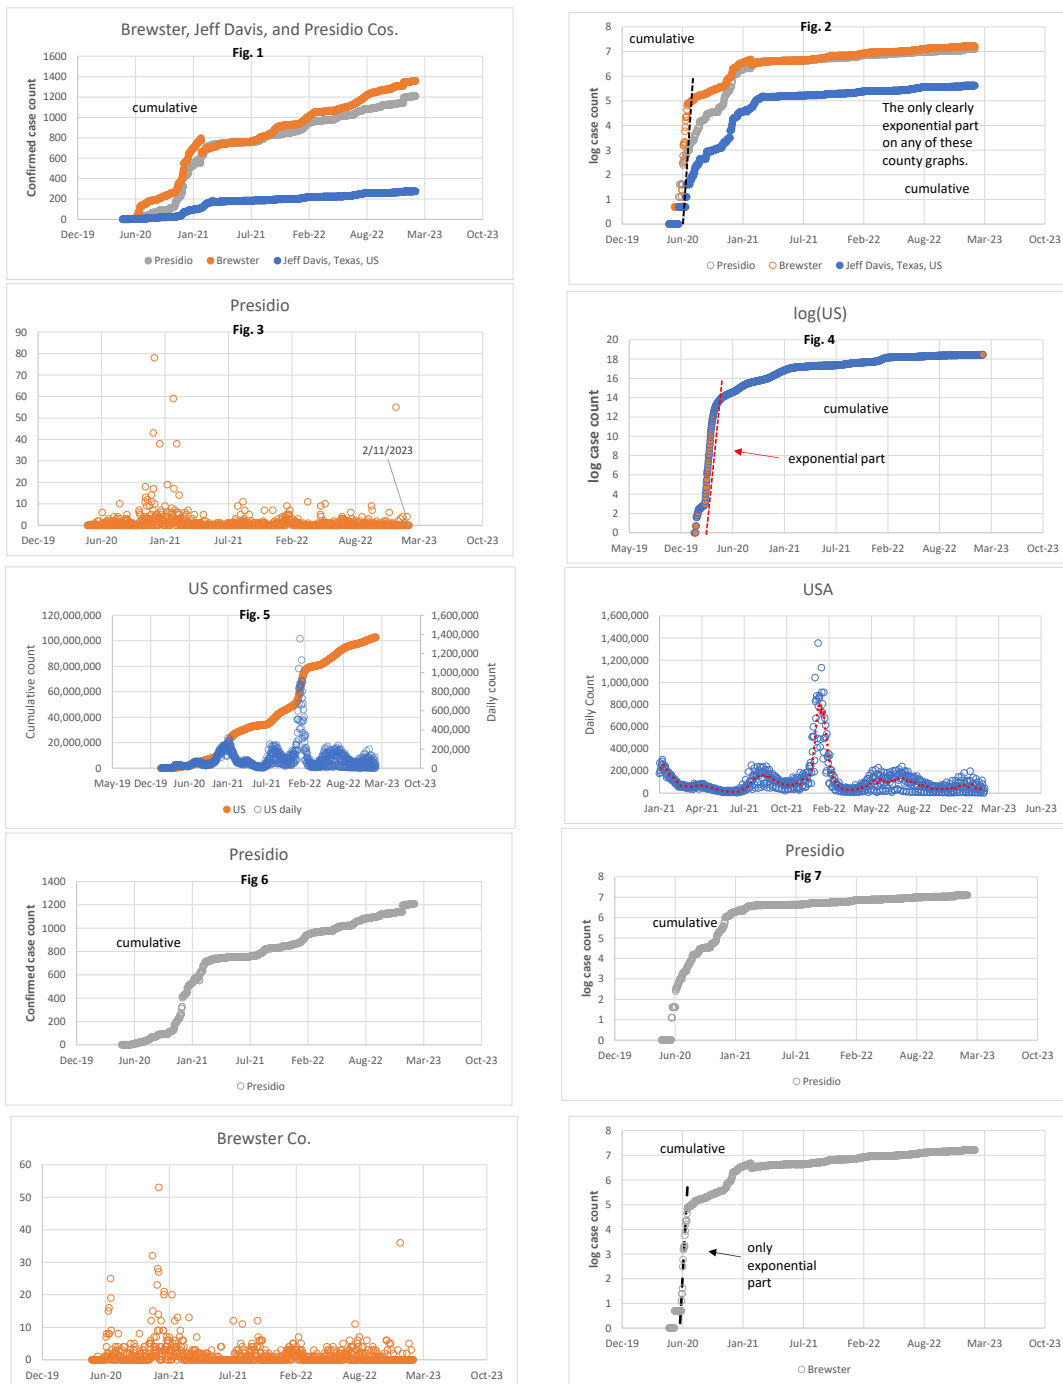 Brewster, Jeff Davis, and Presidio Cos.
Fig. 1
cumulative
Confirmed case count
1600
1400
1200
1000
800
600
400
200
0
Dec-19 Jun-20 Jan-21 Jul-21 Feb-22 Aug-22 Mar-23 Oct-23
Presidio Brewster Jeff Davis, Texas, US
Fig. 2
cumulative
log case count
8
7
6
5
4
3
2
1
0
The only clearly
exponential part
on any of these
county graphs.
cumulative
Dec-19 Jun-20 Jan-21 Jul-21 Feb-22 Aug-22 Mar-23 Oct-23
Presidio Brewster Jeff Davis, Texas, US
Presidio
Fig. 3
90
80
70
60
50
40
30
20
10
0
2/11/2023
Dec-19 Jun-20 Jan-21 Jul-21 Feb-22 Aug-22 Mar-23 Oct-23
log(US)
Fig. 4
log case count
20
18
16
14
12
10
8
6
4
2
0
cumulative
exponential part
May-19 Dec-19 Jun-20 Jan-21 Jul-21 Feb-22 Aug-22 Mar-23 Oct-23
US confirmed cases
Fig. 5
Cumulative count
120,000,000
100,000,000
80,000,000
60,000,000
40,000,000
20,000,000
0
1,600,000
1,400,000
1,200,000
1,000,000
800,000
600,000
400,000
200,000
0
Daily count
May-19 Dec-19 Jun-20 Jan-21 Jul-21 Feb-22 Aug-22 Mar-23 Oct-23
US US daily
USA
Daily Count
1,600,000
1,400,000
1,200,000
1,000,000
800,000
600,000
400,000
200,000
0
Jan-21 Apr-21 Jul-21 Oct-21 Feb-22 May-22 Aug-22 Dec-22 Mar-23 Jun-23
Presidio
Fig 6
cumulative
Confirmed case count
1400
1200
1000
800
600
400
200
0
Dec-19 Jun-20 Jan-21 Jul-21 Feb-22 Aug-22 Mar-23 Oct-23
Presidio
Presidio
Fig 7
cumulative
log case count
8
7
6
5
4
3
2
1
0
Dec-19 Jun-20 Jan-21 Jul-21 Feb-22 Aug-22 Mar-23 Oct-23
Presidio
Brewster Co.
60
50
40
30
20
10
0
Dec-19 Jun-20 Jan-21 Jul-21 Feb-22 Aug-22 Mar-23 Oct-23
cumulative
log case count
8
7
6
5
4
3
2
1
0
only
exponential
part
Dec-19 Jun-20 Jan-21 Jul-21 Feb-22 Aug-22 Mar-23 Oct-23
Brewster